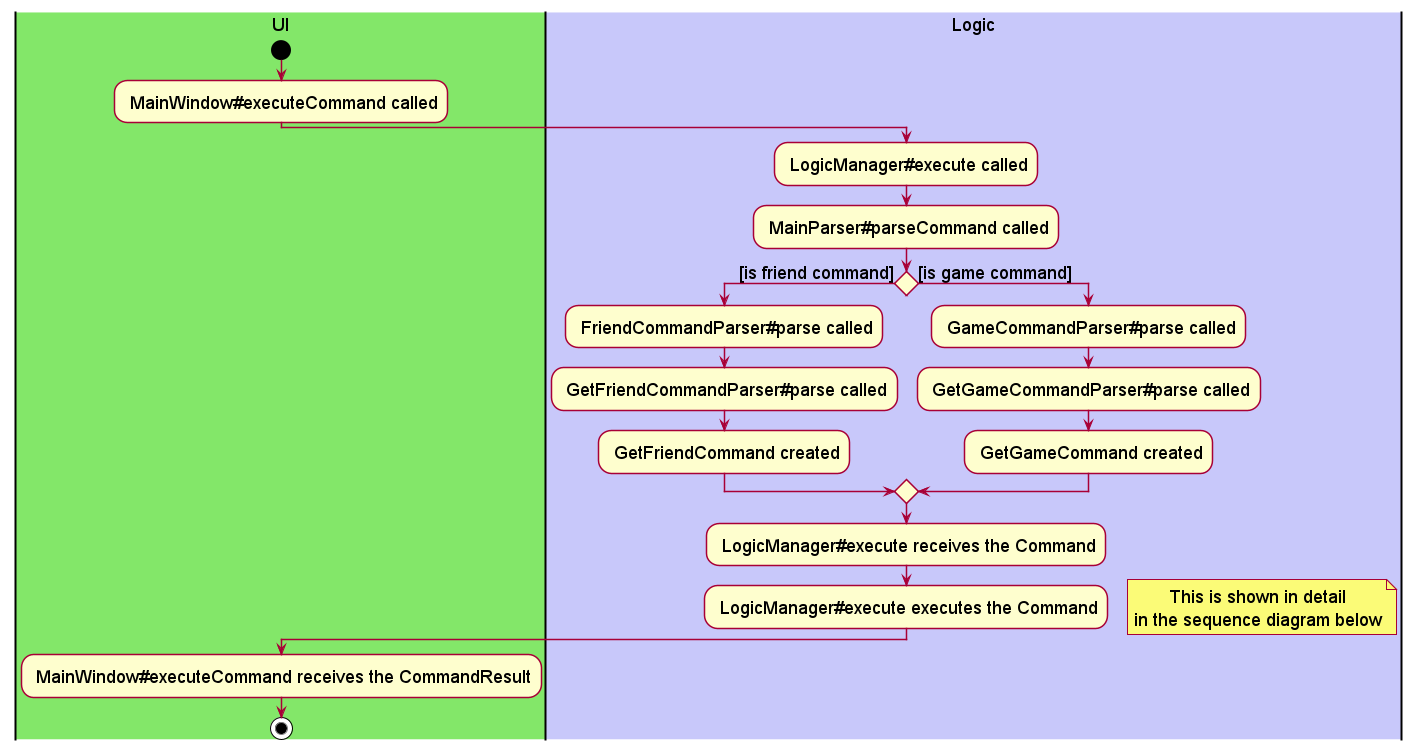 UI
Logic
MainWindow#executeCommand called
LogicManager#execute called
MainParser#parseCommand called
[is friend command]
[is game command]
FriendCommandParser#parse called
GameCommandParser#parse called
GetFriendCommandParser#parse called
GetGameCommandParser#parse called
GetFriendCommand created
GetGameCommand created
LogicManager#execute receives the Command
LogicManager#execute executes the Command
This is shown in detail
in the sequence diagram below
MainWindow#executeCommand receives the CommandResult